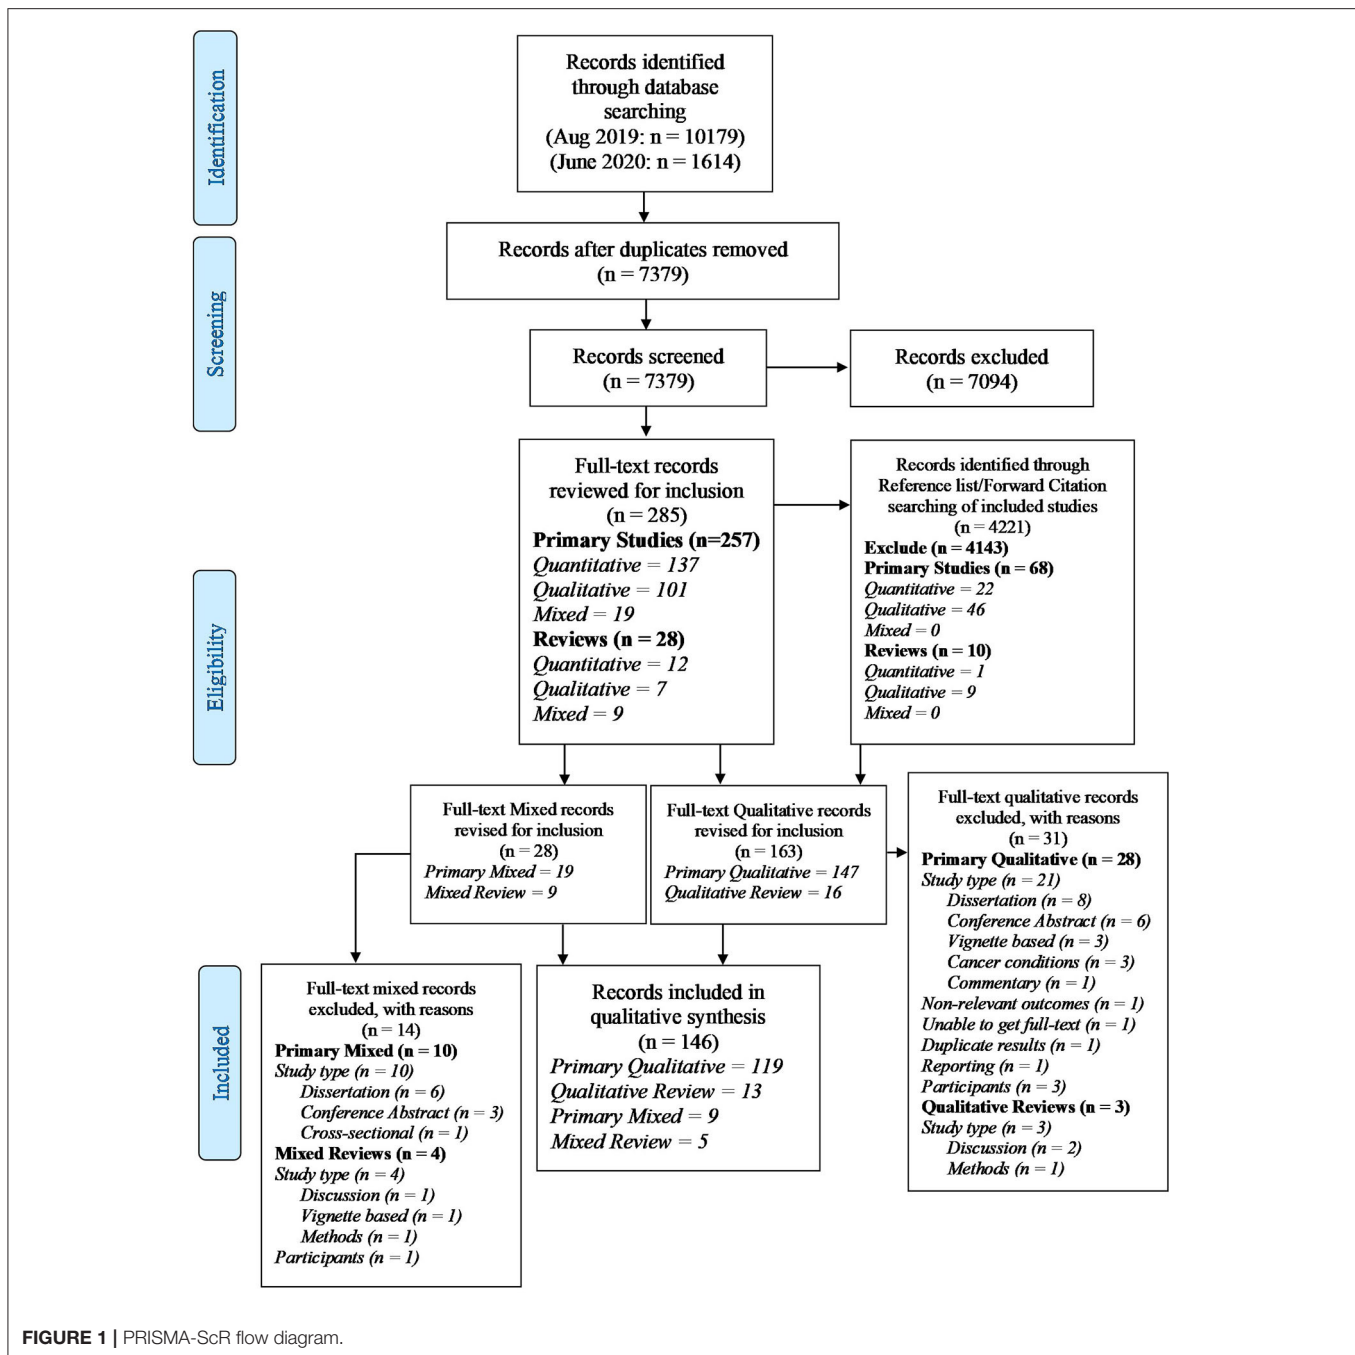 Identification
Records identified
through database
searching
(Aug 2019: n = 10179)
(June 2020: n = 1614)
Screening
Records after duplicates removed
(n = 7379)
Records screened
(n = 7379)
Records excluded
(n = 7094)
Eligibility
Full-text records
reviewed for inclusion
(n = 285)
Primary Studies (n=257)
Quantitative = 137
Qualitative = 101
Mixed = 19
Reviews (n = 28)
Quantitative = 12
Qualitative = 7
Mixed = 9
Records identified through
Reference list/Forward Citation
searching of included studies
(n = 4221)
Exclude (n = 4143)
Primary Studies (n = 68)
Quantitative = 22
Qualitative = 46
Mixed = 0
Reviews (n = 10)
Quantitative = 1
Qualitative = 9
Mixed = 0
Full-text Mixed records
revised for inclusion
(n = 28)
Primary Mixed = 19
Mixed Review = 9
Full-text Qualitative records
revised for inclusion
(n = 163)
Primary Qualitative = 147
Qualitative Review = 16
Full-text qualitative records
excluded, with reasons
(n = 31)
Primary Qualitative (n = 28)
Study type (n = 21)
Dissertation (n = 8)
Conference Abstract (n = 6)
Vignette based (n = 3)
Cancer conditions (n = 3)
Commentary (n = 1)
Non-relevant outcomes (n = 1)
Unable to get full-text (n = 1)
Duplicate results (n = 1)
Reporting (n = 1)
Participants (n = 3)
Qualitative Reviews (n = 3)
Study type (n = 3)
Discussion (n = 2)
Methods (n = 1)
Included
Full-text mixed records
excluded, with reasons
(n = 14)
Primary Mixed (n = 10)
Study type (n = 10)
Dissertation (n = 6)
Conference Abstract (n = 3)
Cross-sectional (n = 1)
Mixed Reviews (n = 4)
Study type (n = 4)
Discussion (n = 1)
Vignette based (n = 1)
Methods (n = 1)
Participants (n = 1)
Records included in
qualitative synthesis
(n = 146)
Primary Qualitative = 119
Qualitative Review = 13
Primary Mixed = 9
Mixed Review = 5
FIGURE 1 | PRISMA-ScR flow diagram.